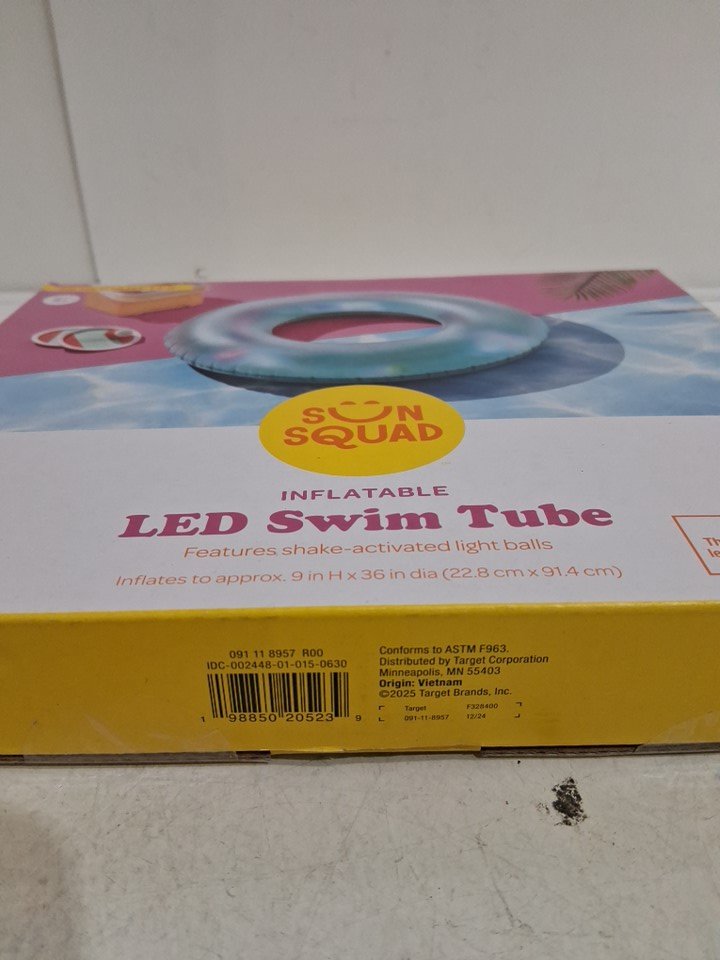 SUN
SQUAD
INFLATABLE
LED Swim Tube
Features shake-activated light balls
Inflates to approx. 9 in H x 36 in dia (22.8 cm x 91.4 cm)
091 11 8957 R00
IDC-002448-01-015-0630
1 98850 20523 9
Conforms to ASTM F963.
Distributed by Target Corporation
Minneapolis, MN 55403
Origin: Vietnam
©2025 Target Brands, Inc.
Target F328400
091-11-8957 12/24